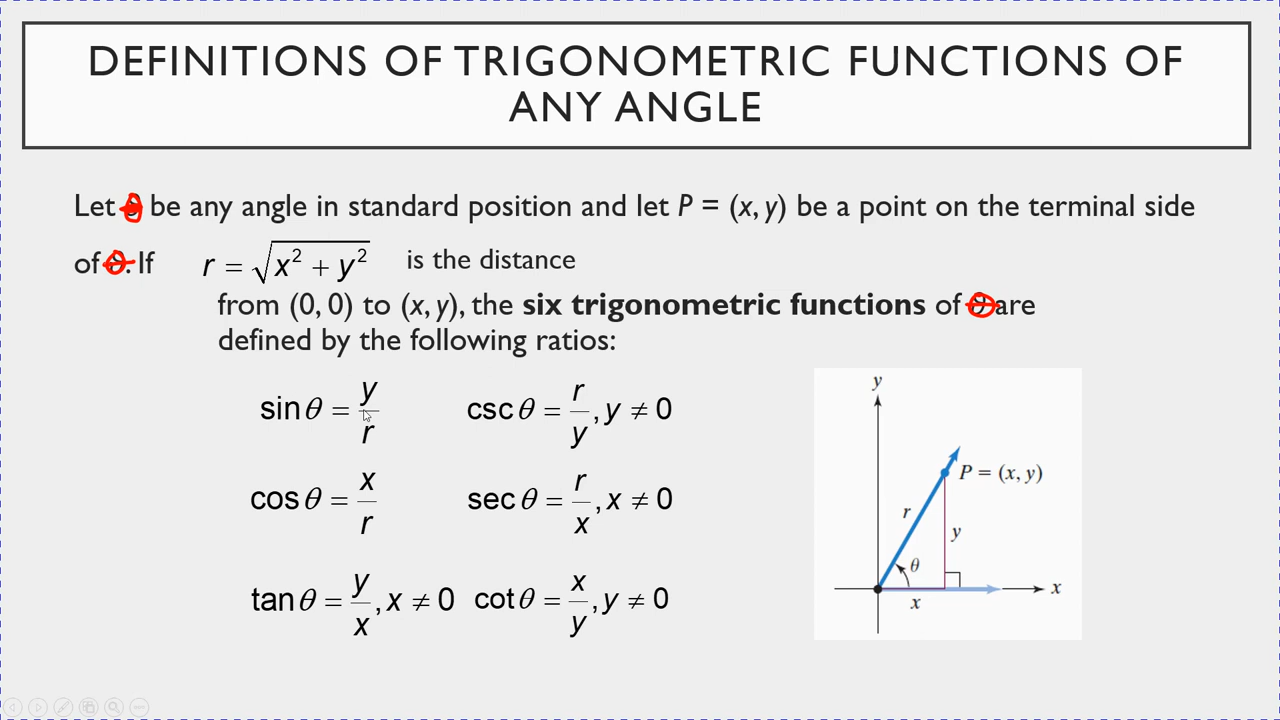 DEFINITIONS OF TRIGONOMETRIC FUNCTIONS OF
ANY ANGLE
Let θ be any angle in standard position and let P = (x, y) be a point on the terminal side
of θ. If r = √(x² + y²) is the distance
from (0, 0) to (x, y), the six trigonometric functions of θ are
defined by the following ratios:
sin θ = y/r    csc θ = r/y, y ≠ 0
cos θ = x/r    sec θ = r/x, x ≠ 0
tan θ = y/x, x ≠ 0    cot θ = x/y, y ≠ 0
y
P = (x, y)
r
y
θ
x
x